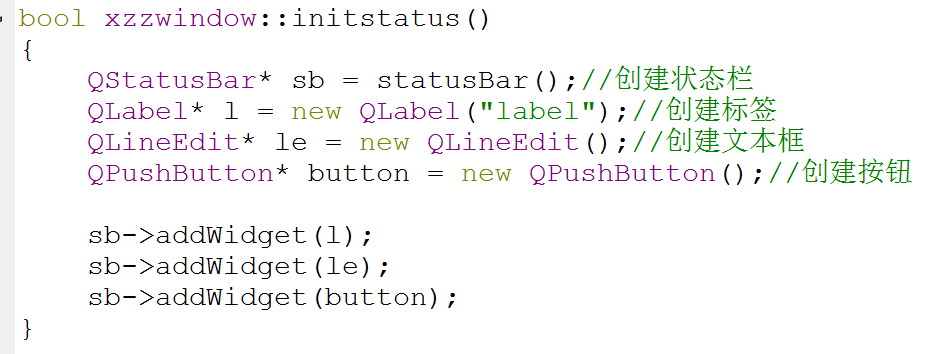 bool xzzwindow::initstatus()
{
    QStatusBar* sb = statusBar();//创建状态栏
    QLabel* l = new QLabel("label");//创建标签
    QLineEdit* le = new QLineEdit();//创建文本框
    QPushButton* button = new QPushButton();//创建按钮

    sb->addWidget(l);
    sb->addWidget(le);
    sb->addWidget(button);
}